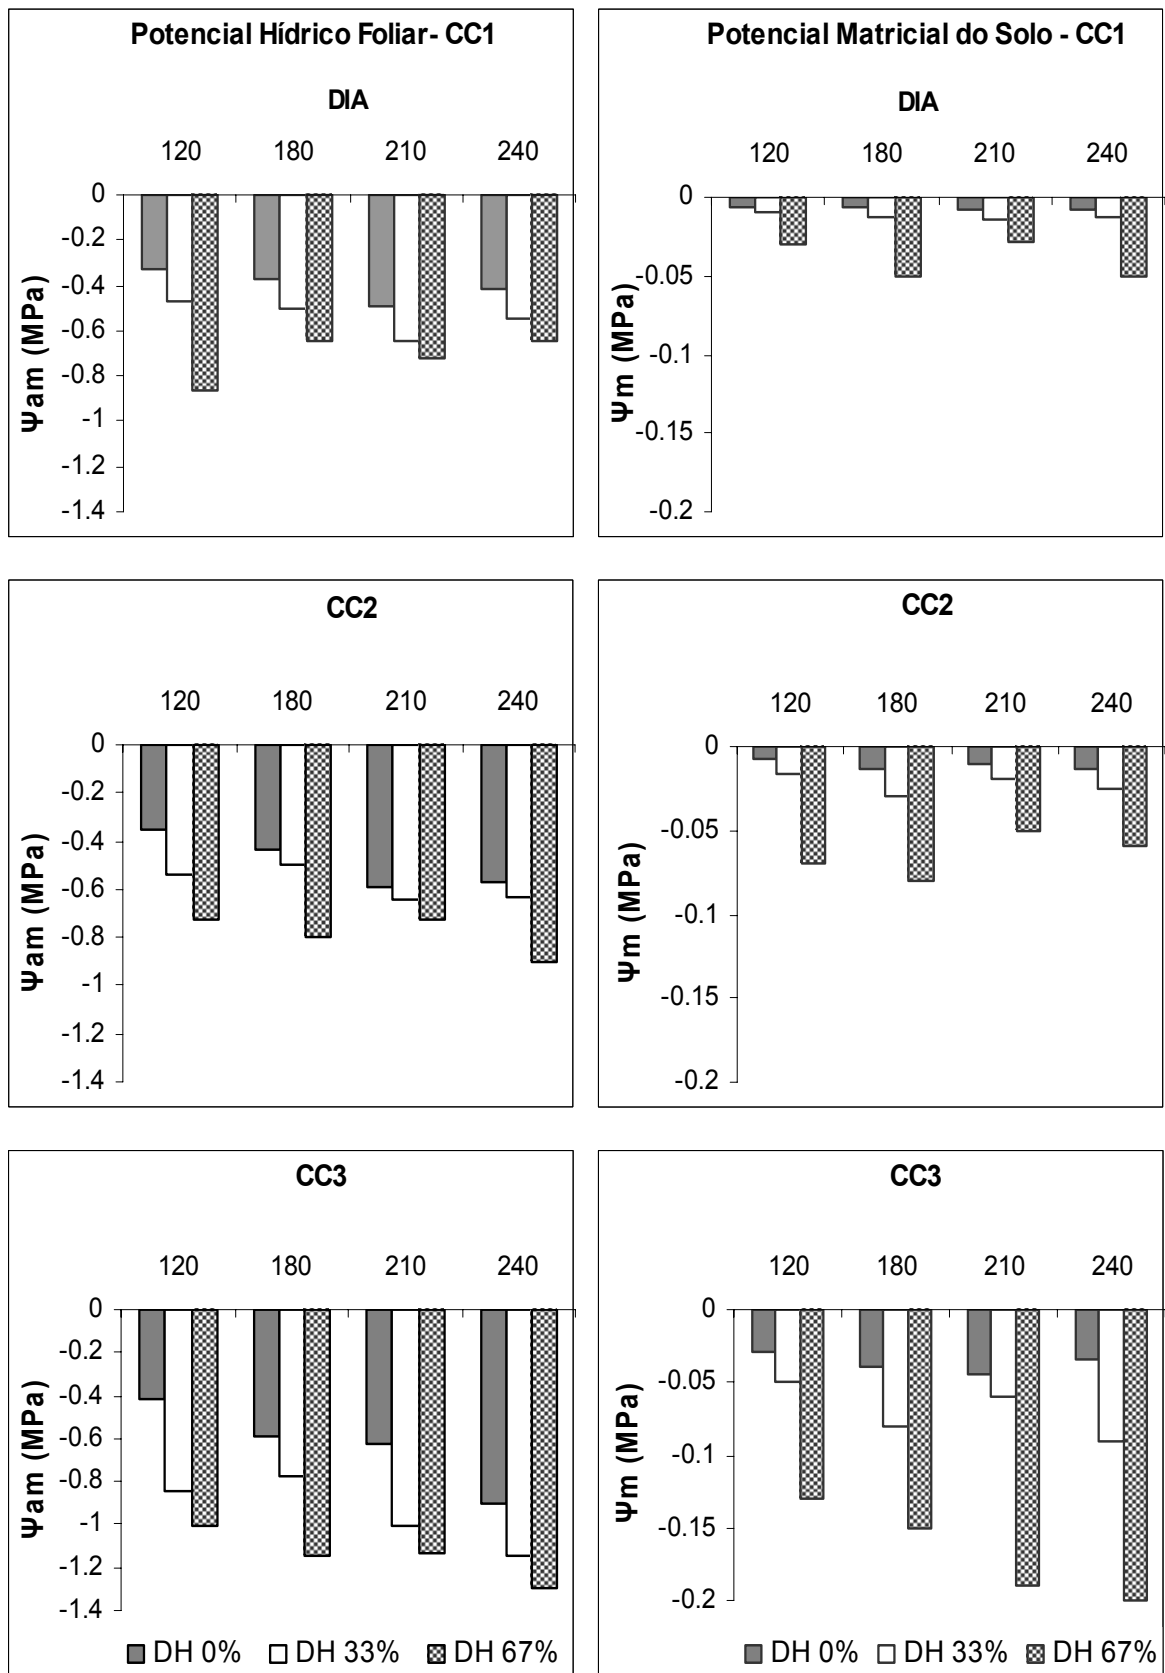 Potencial Hídrico Foliar- CC1
DIA
120 180 210 240
0
-0.2
-0.4
-0.6
-0.8
-1
-1.2
-1.4
Ψam (MPa)
Potencial Matricial do Solo - CC1
DIA
120 180 210 240
0
-0.05
-0.1
-0.15
-0.2
Ψm (MPa)
CC2
120 180 210 240
0
-0.2
-0.4
-0.6
-0.8
-1
-1.2
-1.4
Ψam (MPa)
CC2
120 180 210 240
0
-0.05
-0.1
-0.15
-0.2
Ψm (MPa)
CC3
120 180 210 240
0
-0.2
-0.4
-0.6
-0.8
-1
-1.2
-1.4
Ψam (MPa)
DH 0% DH 33% DH 67%
CC3
120 180 210 240
0
-0.05
-0.1
-0.15
-0.2
Ψm (MPa)
DH 0% DH 33% DH 67%